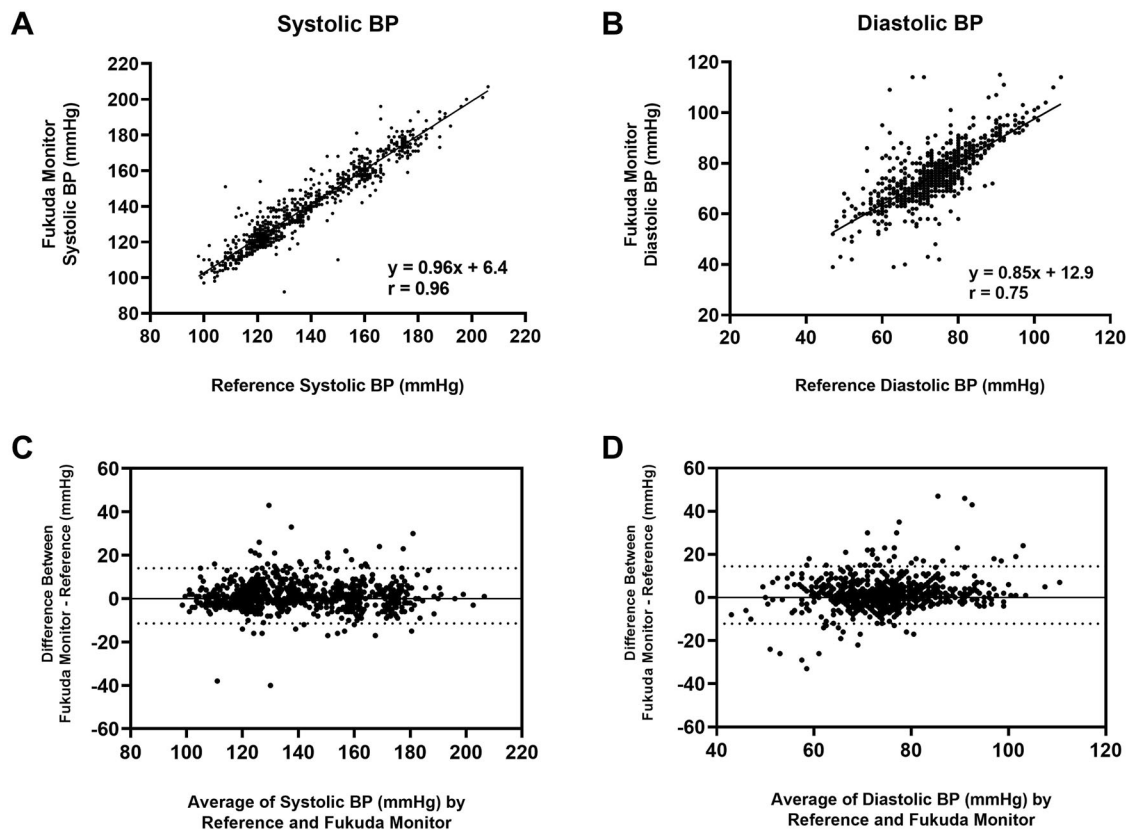 A
Systolic BP
Fukuda Monitor
Systolic BP (mmHg)
220
200
180
160
140
120
100
80
y = 0.96x + 6.4
r = 0.96
80 100 120 140 160 180 200 220
Reference Systolic BP (mmHg)
B
Diastolic BP
Fukuda Monitor
Diastolic BP (mmHg)
120
100
80
60
40
20
y = 0.85x + 12.9
r = 0.75
20 40 60 80 100 120
Reference Diastolic BP (mmHg)
C
Difference Between
Fukuda Monitor - Reference (mmHg)
60
40
20
0
-20
-40
-60
80 100 120 140 160 180 200 220
Average of Systolic BP (mmHg) by
Reference and Fukuda Monitor
D
Difference Between
Fukuda Monitor - Reference (mmHg)
60
40
20
0
-20
-40
-60
40 60 80 100 120
Average of Diastolic BP (mmHg) by
Reference and Fukuda Monitor